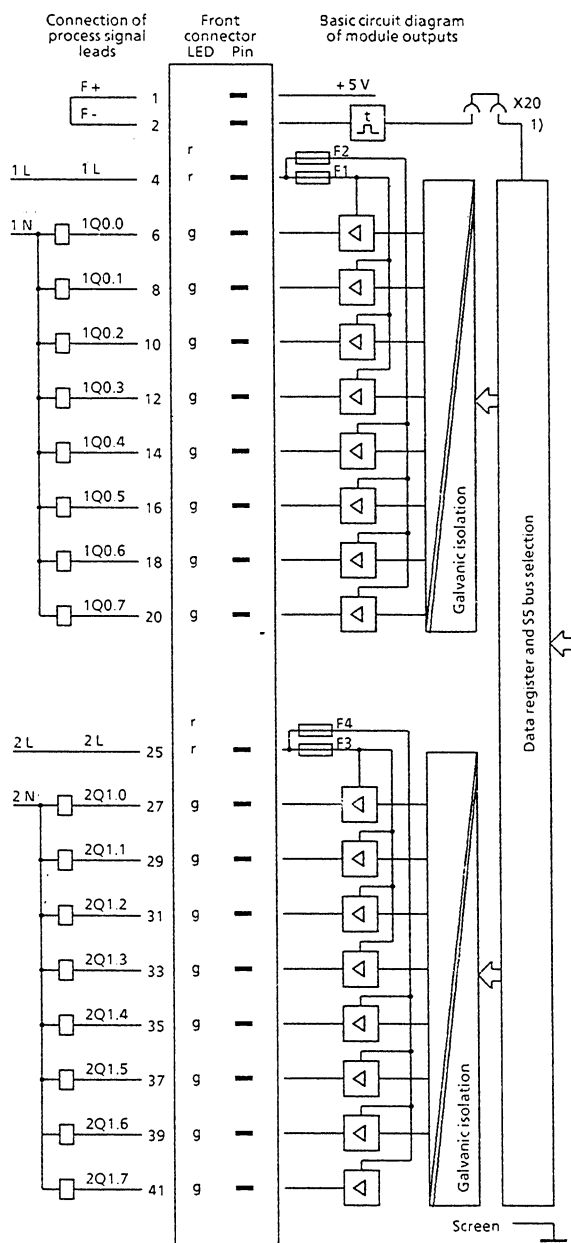 Connection of process signal leads
Front connector
LED Pin
Basic circuit diagram of module outputs
F+ 1 +5 V
F- 2 t X20
1)
r F2
1 L 1 L 4 r F1
1 N 1Q0.0 6 g
1Q0.1 8 g
1Q0.2 10 g
1Q0.3 12 g
1Q0.4 14 g
1Q0.5 16 g
1Q0.6 18 g
1Q0.7 20 g
Galvanic isolation
Data register and S5 bus selection
r F4
2 L 2 L 25 r F3
2 N 2Q1.0 27 g
2Q1.1 29 g
2Q1.2 31 g
2Q1.3 33 g
2Q1.4 35 g
2Q1.5 37 g
2Q1.6 39 g
2Q1.7 41 g
Galvanic isolation
Screen